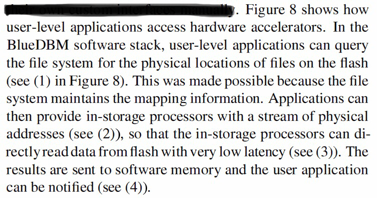 . Figure 8 shows how
user-level applications access hardware accelerators. In the
BlueDBM software stack, user-level applications can query
the file system for the physical locations of files on the flash
(see (1) in Figure 8). This was made possible because the file
system maintains the mapping information. Applications can
then provide in-storage processors with a stream of physical
addresses (see (2)), so that the in-storage processors can di-
rectly read data from flash with very low latency (see (3)). The
results are sent to software memory and the user application
can be notified (see (4)).